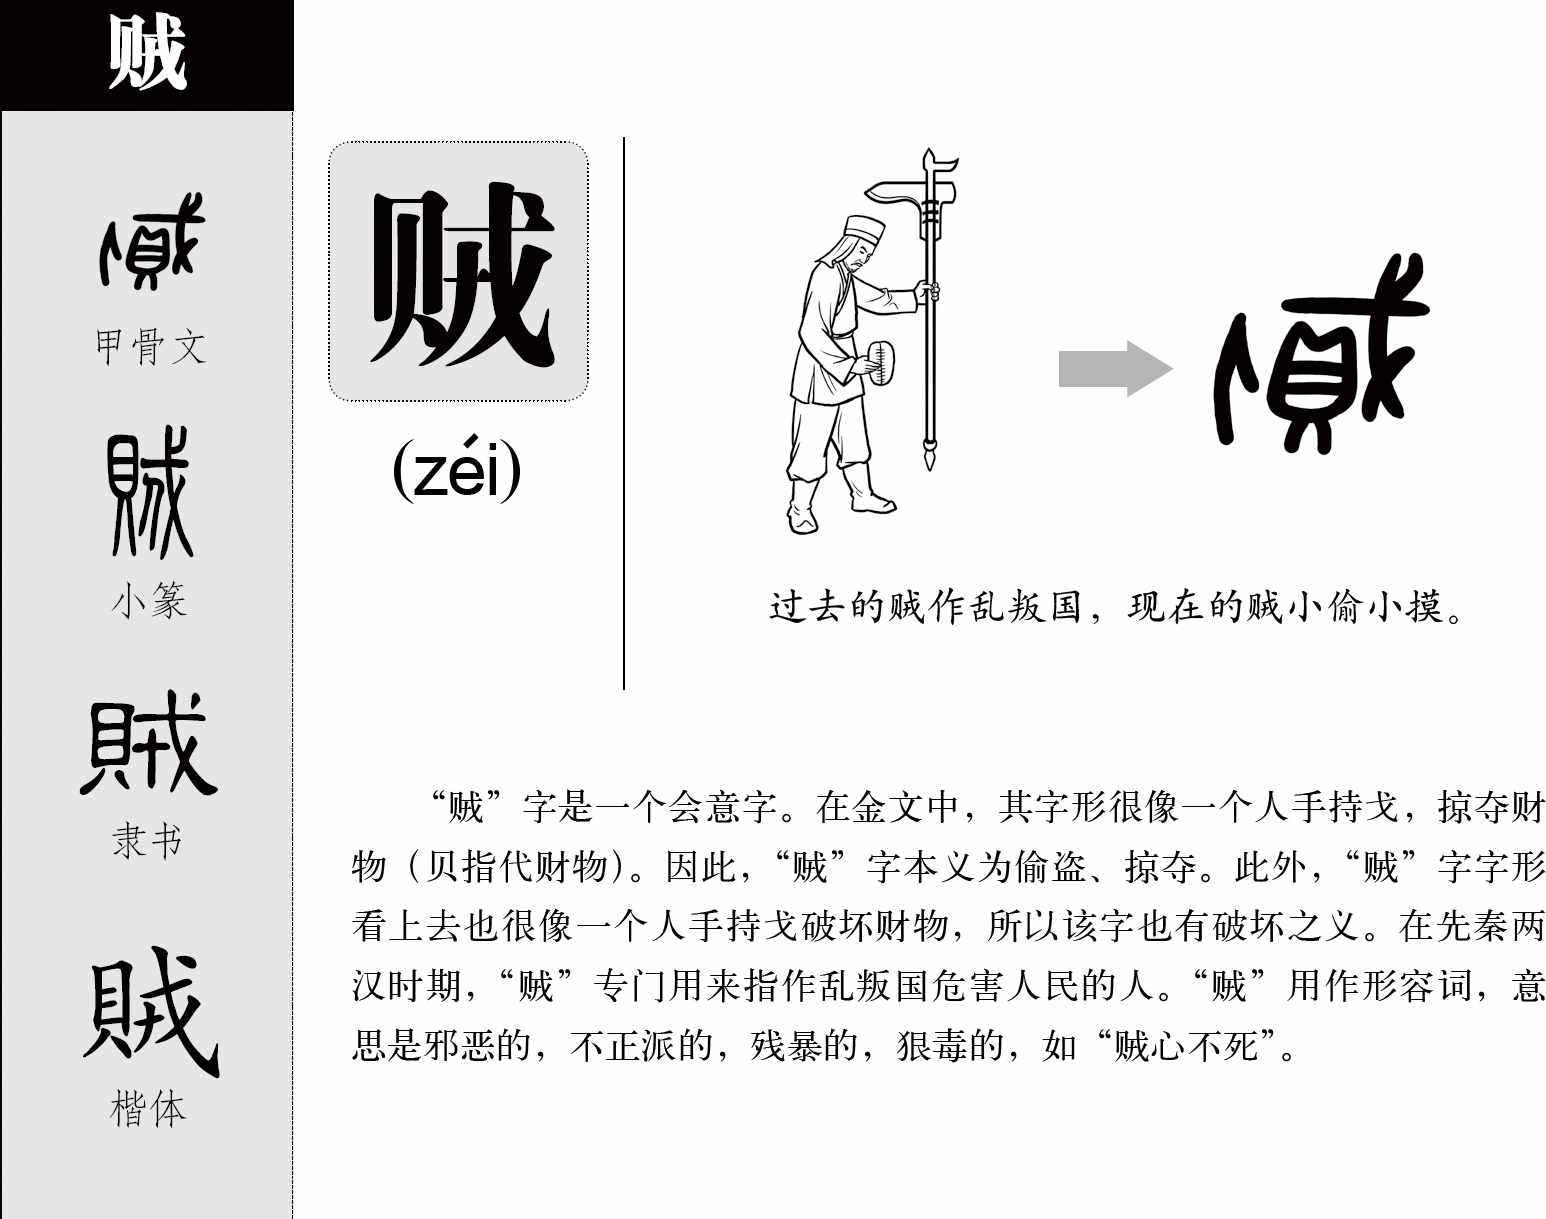 贼
甲骨文
小篆
隶书
楷体
贼
(zéi)
过去的贼作乱叛国，现在的贼小偷小摸。
“贼”字是一个会意字。在金文中，其字形很像一个人手持戈，掠夺财
物（贝指代财物）。因此，“贼”字本义为偷盗、掠夺。此外，“贼”字字形
看上去也很像一个人手持戈破坏财物，所以该字也有破坏之义。在先秦两
汉时期，“贼”专门用来指作乱叛国危害人民的人。“贼”用作形容词，意
思是邪恶的，不正派的，残暴的，狠毒的，如“贼心不死”。